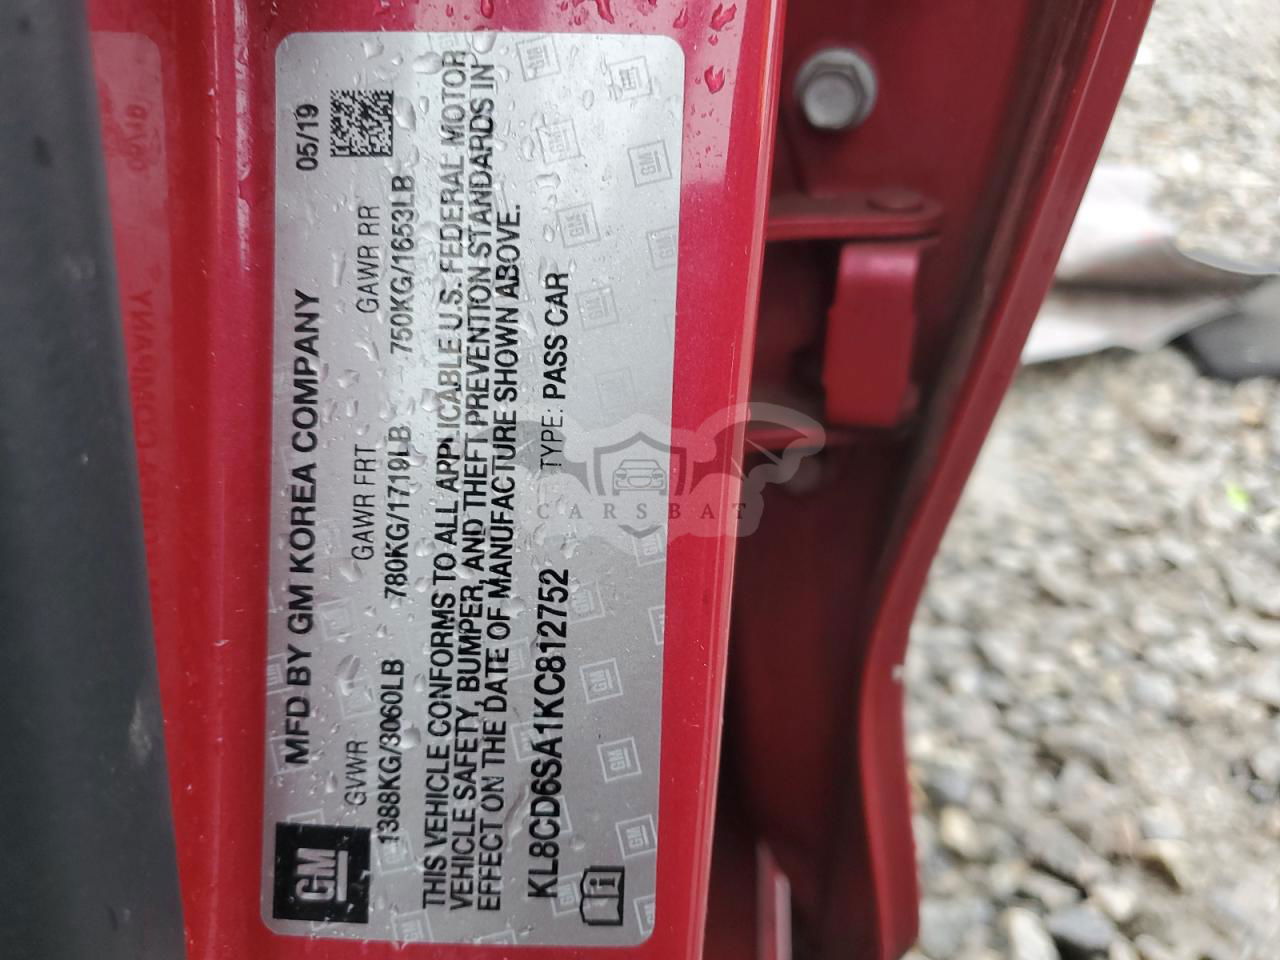 GM
MFD BY GM KOREA COMPANY 05/19
GVWR GAWR FRT GAWR RR
1388KG/3060LB 780KG/1719LB 750KG/1653LB
THIS VEHICLE CONFORMS TO ALL APPLICABLE U.S. FEDERAL MOTOR
VEHICLE SAFETY, BUMPER, AND THEFT PREVENTION STANDARDS IN
EFFECT ON THE DATE OF MANUFACTURE SHOWN ABOVE.
KL8CD6SA1KC812752 TYPE: PASS CAR
CARSBAT